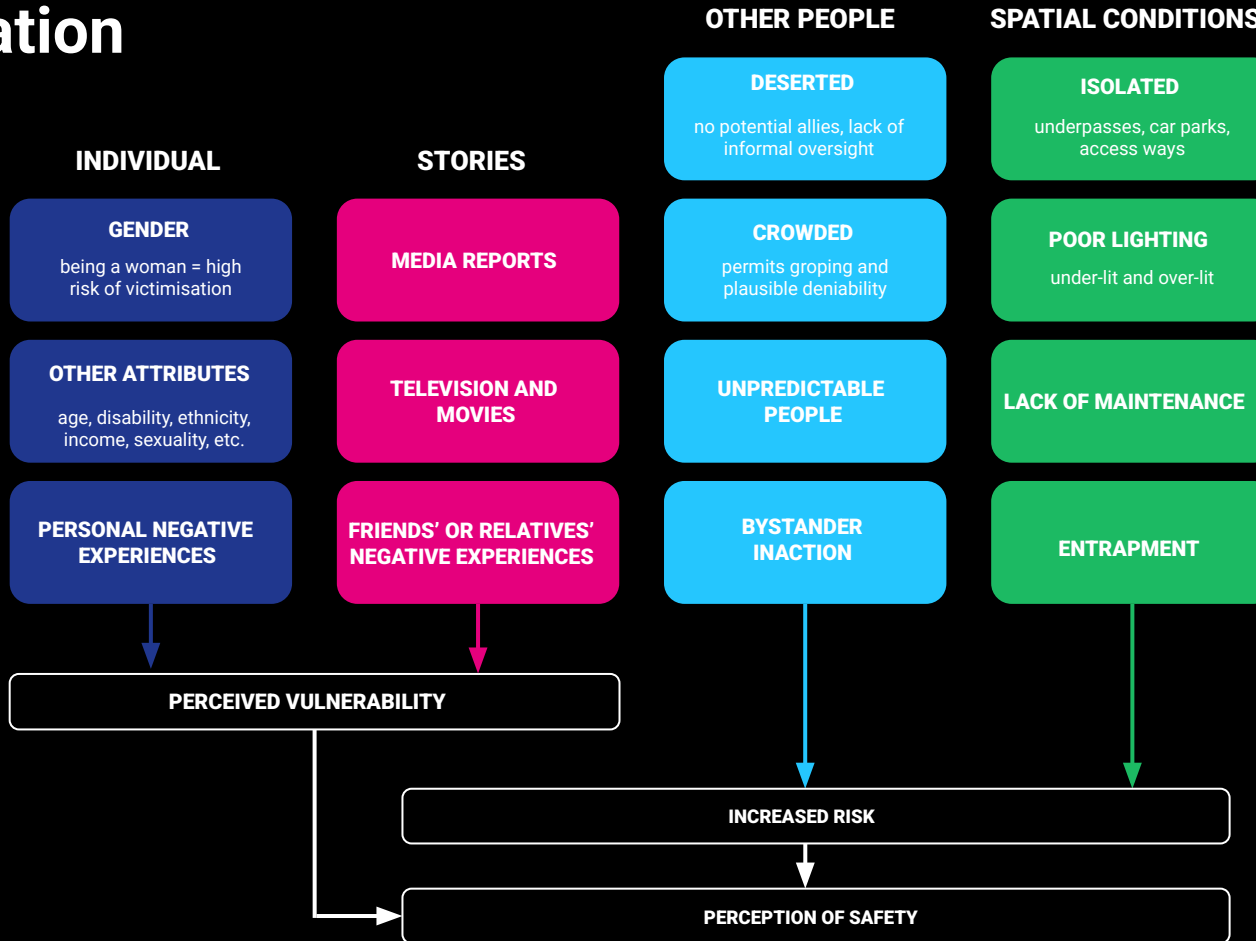 ation
INDIVIDUAL
GENDER
being a woman = high
risk of victimisation
OTHER ATTRIBUTES
age, disability, ethnicity,
income, sexuality, etc.
PERSONAL NEGATIVE
EXPERIENCES
STORIES
MEDIA REPORTS
TELEVISION AND
MOVIES
FRIENDS’ OR RELATIVES’
NEGATIVE EXPERIENCES
OTHER PEOPLE
DESERTED
no potential allies, lack of
informal oversight
CROWDED
permits groping and
plausible deniability
UNPREDICTABLE
PEOPLE
BYSTANDER
INACTION
SPATIAL CONDITIONS
ISOLATED
underpasses, car parks,
access ways
POOR LIGHTING
under-lit and over-lit
LACK OF MAINTENANCE
ENTRAPMENT
PERCEIVED VULNERABILITY
INCREASED RISK
PERCEPTION OF SAFETY